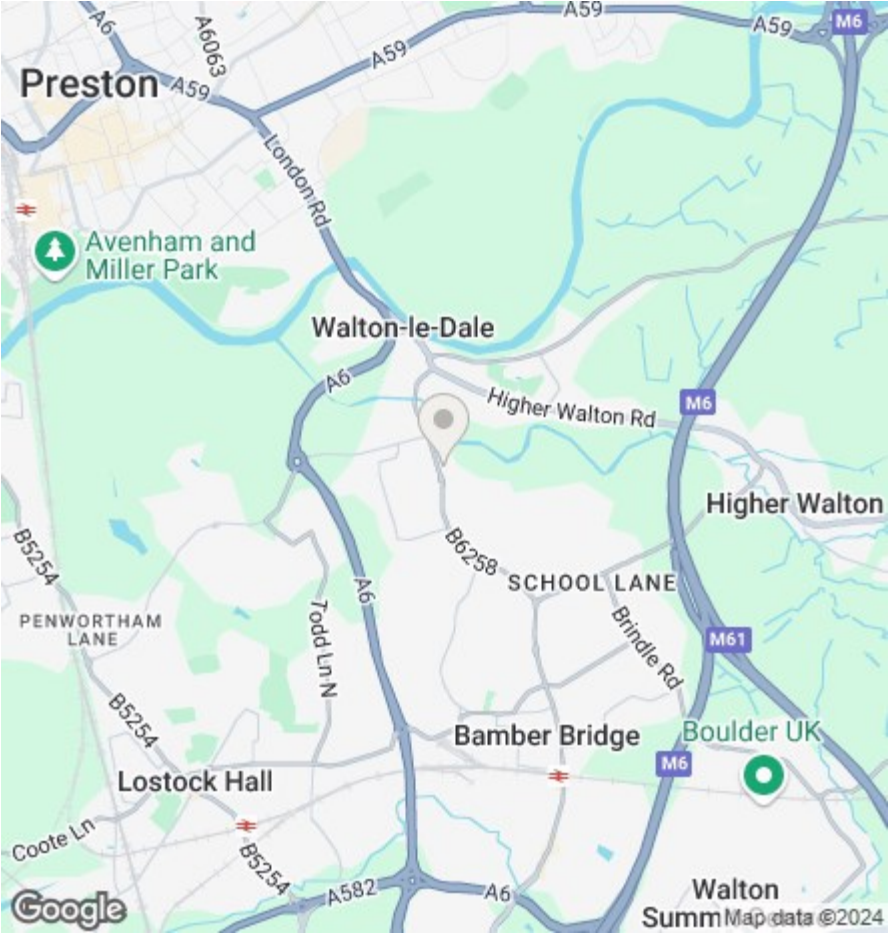 A6
A6063
A59
A59
M6
Preston
A59
A59
London Rd
Avenham and
Miller Park
Walton-le-Dale
A6
Higher Walton Rd
M6
Higher Walton
B5254
B6258
SCHOOL LANE
A6
PENWORTHAM
LANE
Todd Ln N
Brindle Rd
M61
B5254
Bamber Bridge
Boulder UK
M6
Lostock Hall
Coote Ln
B5254
A582
A6
Walton
Summ
Google
Map data ©2024